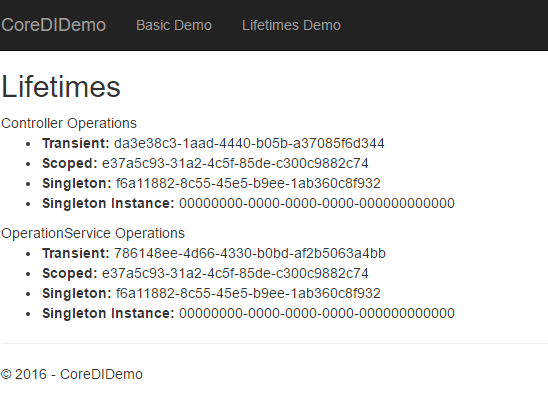 CoreDIDemo Basic Demo Lifetimes Demo
Lifetimes
Controller Operations
• Transient: da3e38c3-1aad-4440-b05b-a37085f6d344
• Scoped: e37a5c93-31a2-4c5f-85de-c300c9882c74
• Singleton: f6a11882-8c55-45e5-b9ee-1ab360c8f932
• Singleton Instance: 00000000-0000-0000-0000-000000000000
OperationService Operations
• Transient: 786148ee-4d66-4330-b0bd-af2b5063a4bb
• Scoped: e37a5c93-31a2-4c5f-85de-c300c9882c74
• Singleton: f6a11882-8c55-45e5-b9ee-1ab360c8f932
• Singleton Instance: 00000000-0000-0000-0000-000000000000
© 2016 - CoreDIDemo